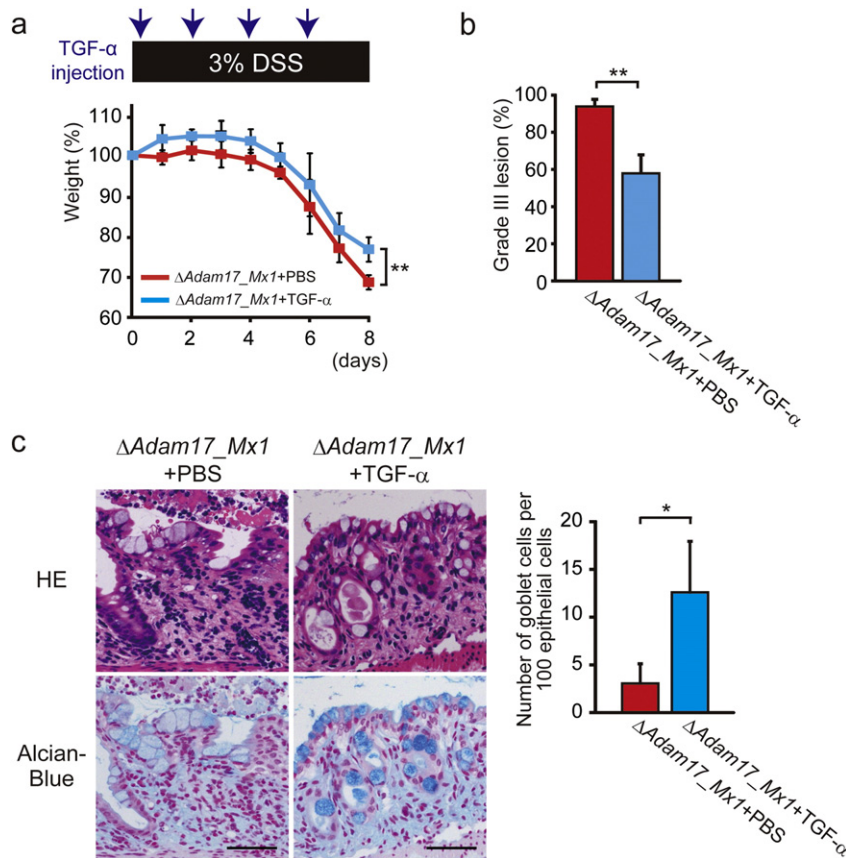 a
TGF-α
injection
3% DSS
Weight (%)
110
100
90
80
70
60
ΔAdam17_Mx1+PBS
ΔAdam17_Mx1+TGF-α
**
0
2
4
6
8
(days)
b
Grade III lesion (%)
100
80
60
40
20
0
**
ΔAdam17_Mx1+PBS
ΔAdam17_Mx1+TGF-α
c
ΔAdam17_Mx1
+PBS
ΔAdam17_Mx1
+TGF-α
HE
Alcian-
Blue
Number of goblet cells per
100 epithelial cells
20
15
10
5
0
*
ΔAdam17_Mx1+PBS
ΔAdam17_Mx1+TGF-α